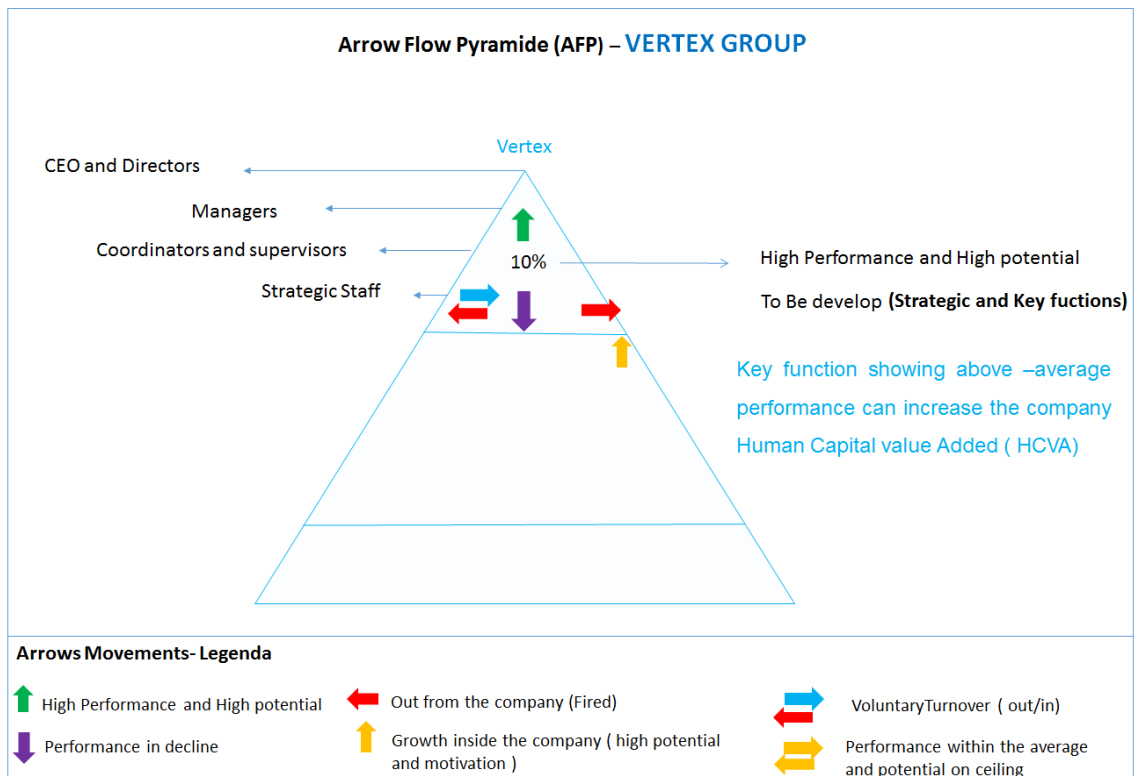 Arrow Flow Pyramide (AFP) – VERTEX GROUP
Vertex
CEO and Directors
Managers
Coordinators and supervisors
Strategic Staff
10%
High Performance and High potential
To Be develop (Strategic and Key fuctions)
Key function showing above –average
performance can increase the company
Human Capital value Added ( HCVA)
Arrows Movements- Legenda
High Performance and High potential
Performance in decline
Out from the company (Fired)
Growth inside the company ( high potential
and motivation )
VoluntaryTurnover ( out/in)
Performance within the average
and potential on ceiling